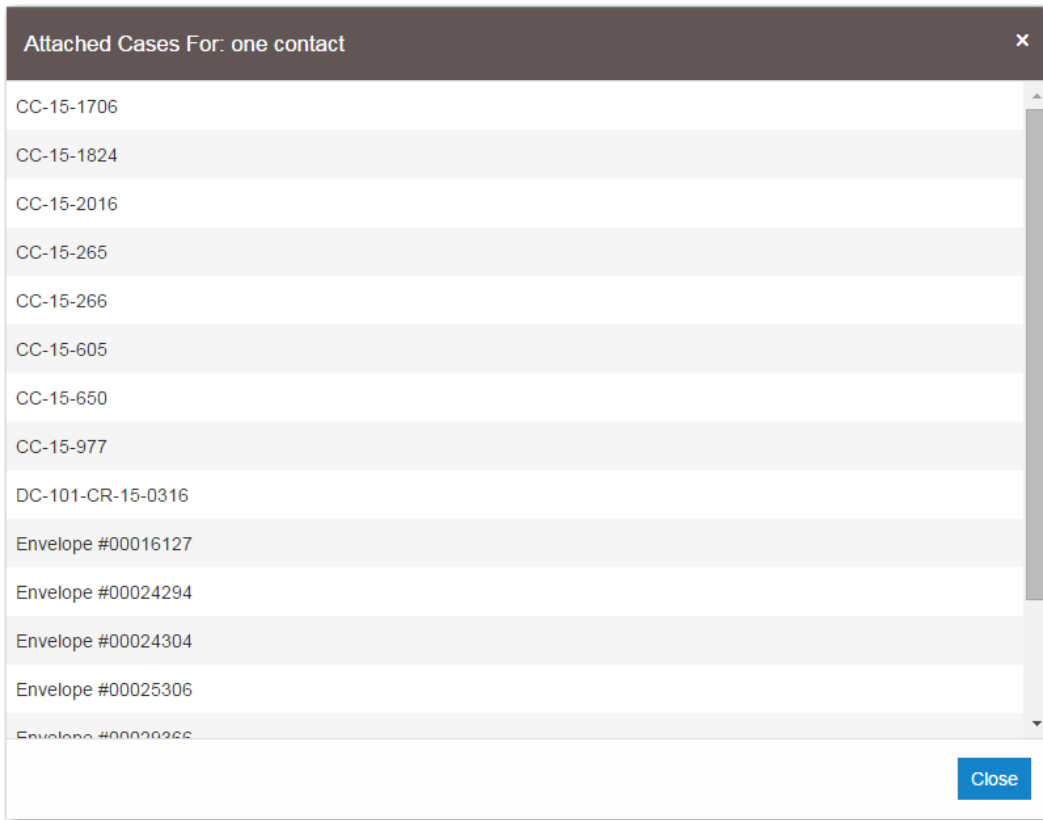 Attached Cases For: one contact ×
CC-15-1706
CC-15-1824
CC-15-2016
CC-15-265
CC-15-266
CC-15-605
CC-15-650
CC-15-977
DC-101-CR-15-0316
Envelope #00016127
Envelope #00024294
Envelope #00024304
Envelope #00025306
Envelope #00029366
Close